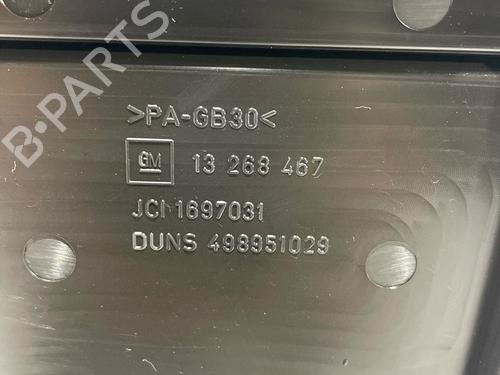 B-PARTS
>PA-GB30<
GM 13 268 467
JCI 1697031
DUNS 498951029